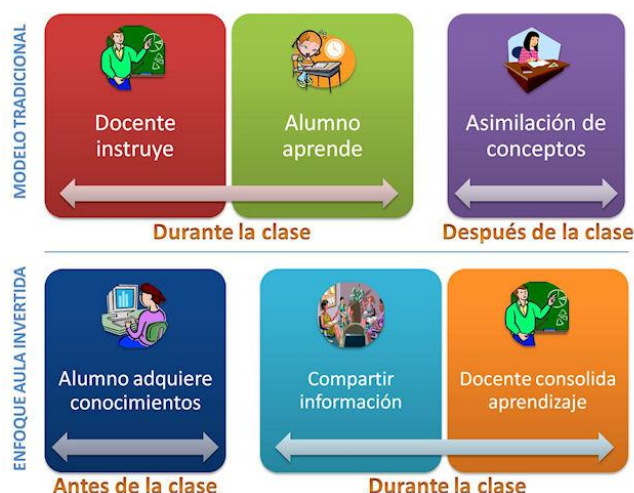 MODELO TRADICIONAL
Docente
instruye
Alumno
aprende
Asimilación de
conceptos
Durante la clase
Después de la clase
ENFOQUE AULA INVERTIDA
Alumno adquiere
conocimientos
Compartir
información
Docente consolida
aprendizaje
Antes de la clase
Durante la clase